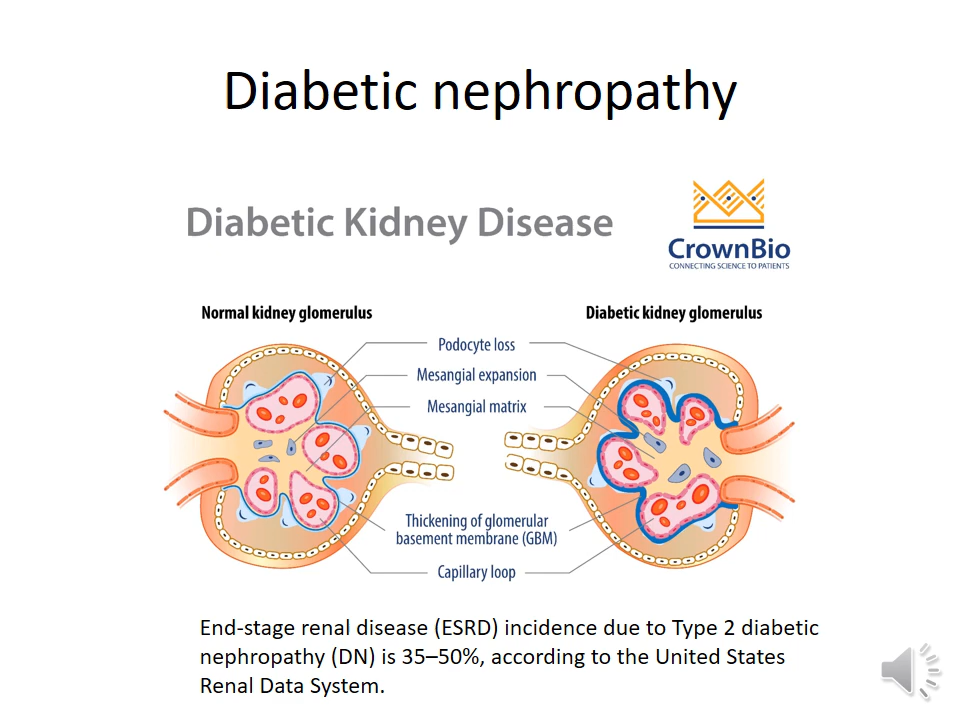 Diabetic nephropathy
Diabetic Kidney Disease
CrownBio
CONNECTING SCIENCE TO PATIENTS
Normal kidney glomerulus
Diabetic kidney glomerulus
Podocyte loss
Mesangial expansion
Mesangial matrix
Thickening of glomerular
basement membrane (GBM)
Capillary loop
End-stage renal disease (ESRD) incidence due to Type 2 diabetic
nephropathy (DN) is 35–50%, according to the United States
Renal Data System.